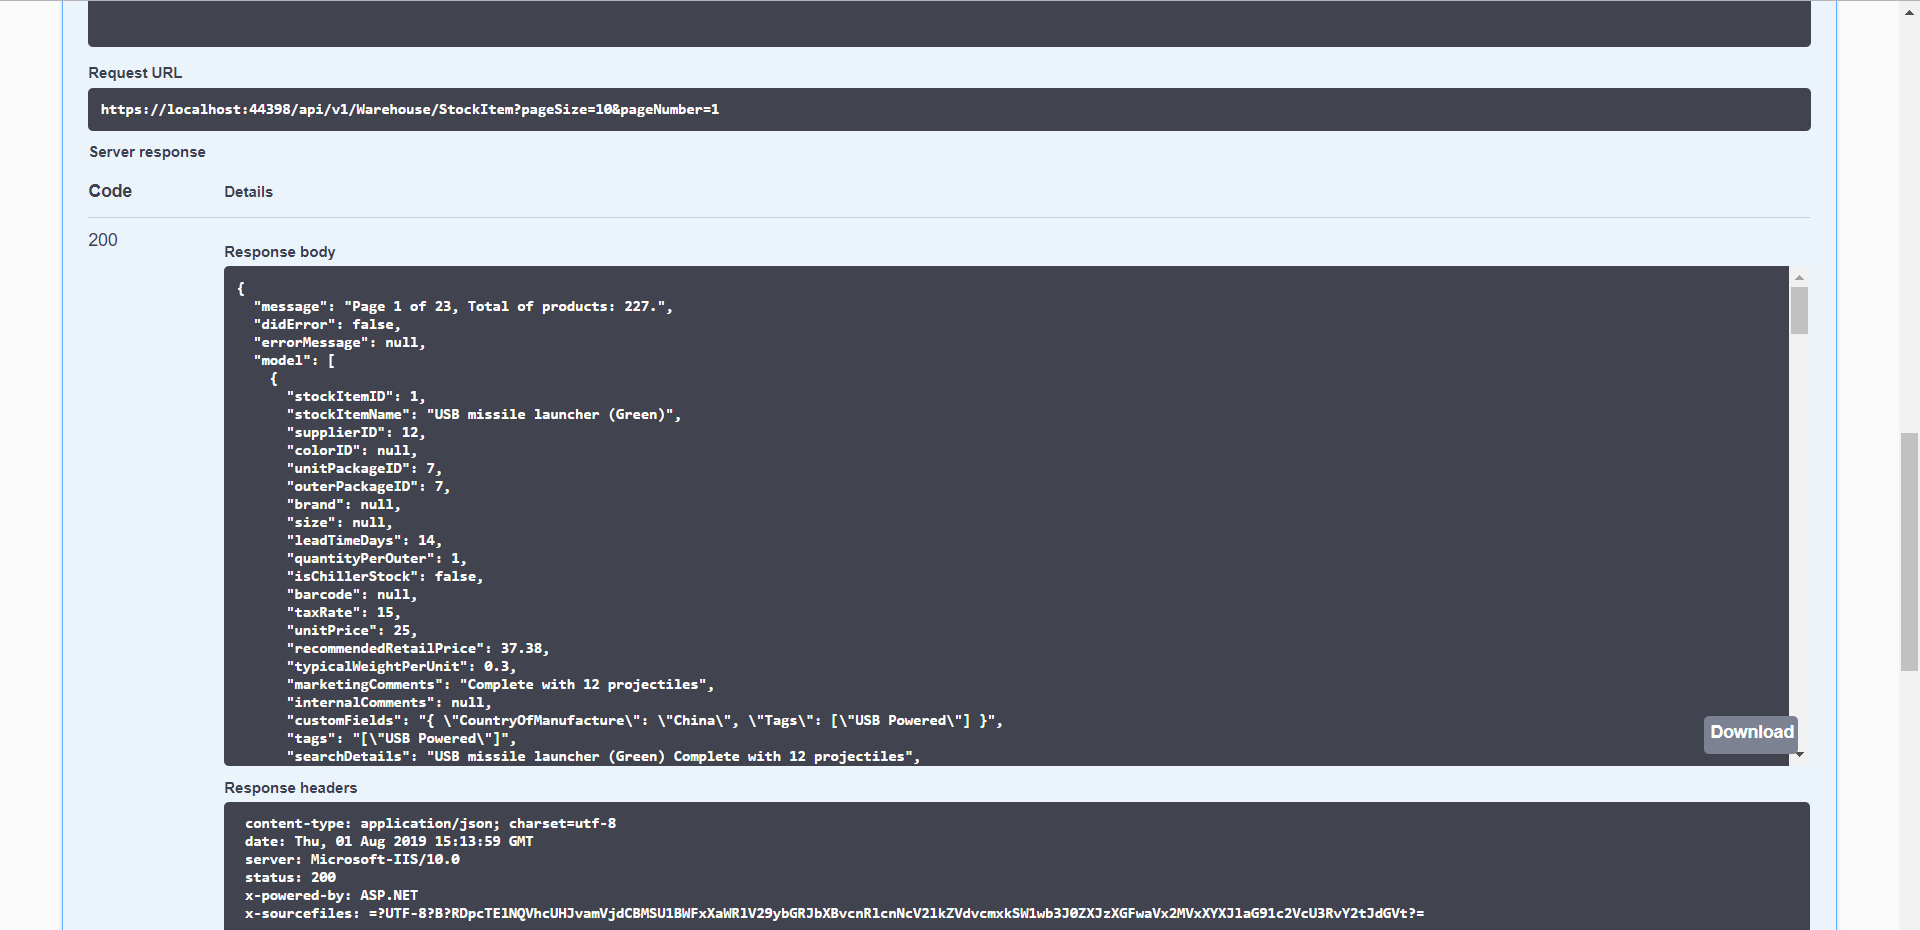 Request URL
https://localhost:44398/api/v1/Warehouse/StockItem?pageSize=10&pageNumber=1
Server response
Code Details
200
Response body
{
"message": "Page 1 of 23, Total of products: 227.",
"didError": false,
"errorMessage": null,
"model": [
{
"stockItemID": 1,
"stockItemName": "USB missile launcher (Green)",
"supplierID": 12,
"colorID": null,
"unitPackageID": 7,
"outerPackageID": 7,
"brand": null,
"size": null,
"leadTimeDays": 14,
"quantityPerOuter": 1,
"isChillerStock": false,
"barcode": null,
"taxRate": 15,
"unitPrice": 25,
"recommendedRetailPrice": 37.38,
"typicalWeightPerUnit": 0.3,
"marketingComments": "Complete with 12 projectiles",
"internalComments": null,
"customFields": "{ \"CountryOfManufacture\": \"China\", \"Tags\": [\"USB Powered\"] }",
"tags": "[\"USB Powered\"]",
"searchDetails": "USB missile launcher (Green) Complete with 12 projectiles",
Download
Response headers
content-type: application/json; charset=utf-8
date: Thu, 01 Aug 2019 15:13:59 GMT
server: Microsoft-IIS/10.0
status: 200
x-powered-by: ASP.NET
x-sourcefiles: